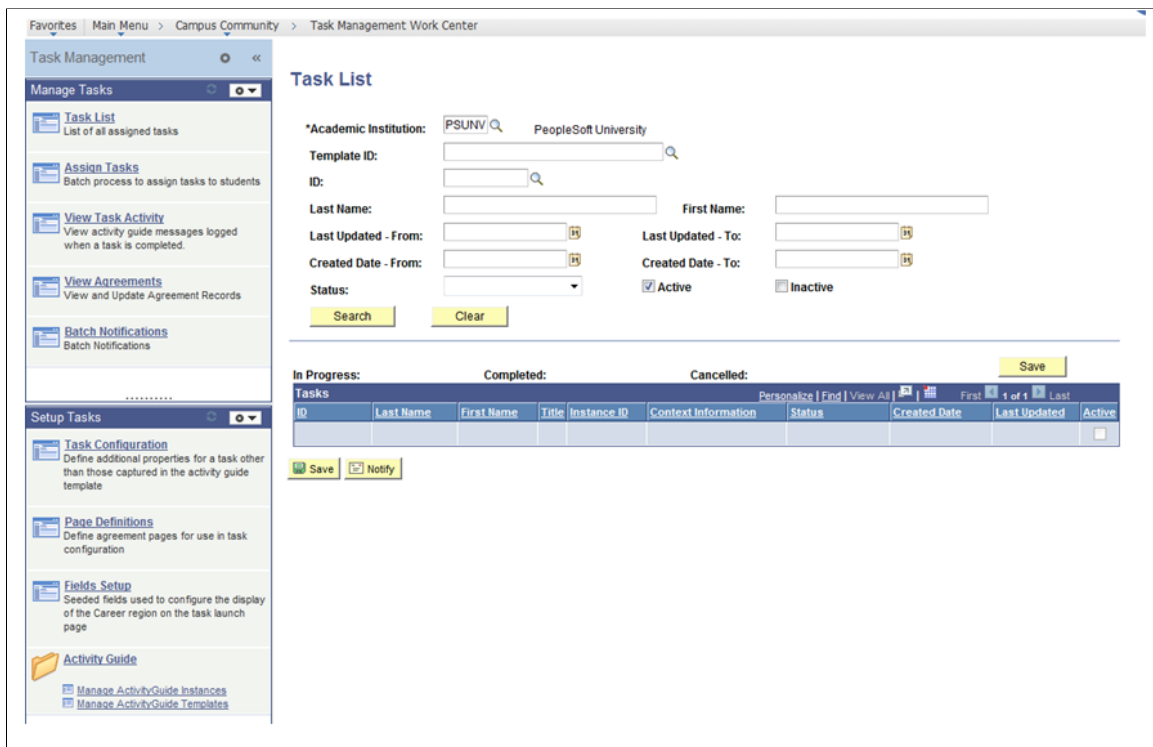 Favorites Main Menu > Campus Community > Task Management Work Center
Task Management «
Manage Tasks
Task List
List of all assigned tasks
Assign Tasks
Batch process to assign tasks to students
View Task Activity
View activity guide messages logged
when a task is completed.
View Agreements
View and Update Agreement Records
Batch Notifications
Batch Notifications
Setup Tasks
Task Configuration
Define additional properties for a task other
than those captured in the activity guide
template
Page Definitions
Define agreement pages for use in task
configuration
Fields Setup
Seeded fields used to configure the display
of the Career region on the task launch
page
Activity Guide
Manage ActivityGuide Instances
Manage ActivityGuide Templates
Task List
*Academic Institution: PSUNV PeopleSoft University
Template ID:
ID:
Last Name: First Name:
Last Updated - From: Last Updated - To:
Created Date - From: Created Date - To:
Status: Active Inactive
Search Clear
In Progress: Completed: Cancelled: Save
Tasks Personalize | Find | View All | | First 1 of 1 Last
ID Last Name First Name Title Instance ID Context Information Status Created Date Last Updated Active
Save Notify